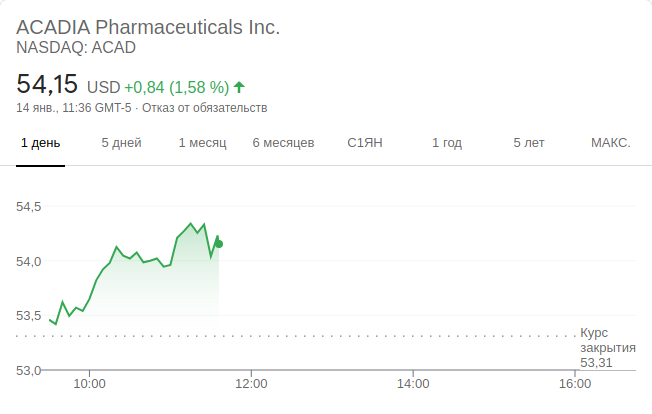 ACADIA Pharmaceuticals Inc.
NASDAQ: ACAD
54,15 USD +0,84 (1,58 %)
14 янв., 11:36 GMT-5 · Отказ от обязательств
1 день 5 дней 1 месяц 6 месяцев С1ЯН 1 год 5 лет МАКС.
54,5
54,0
53,5
Курс
закрытия
53,31
53,0
10:00 12:00 14:00 16:00